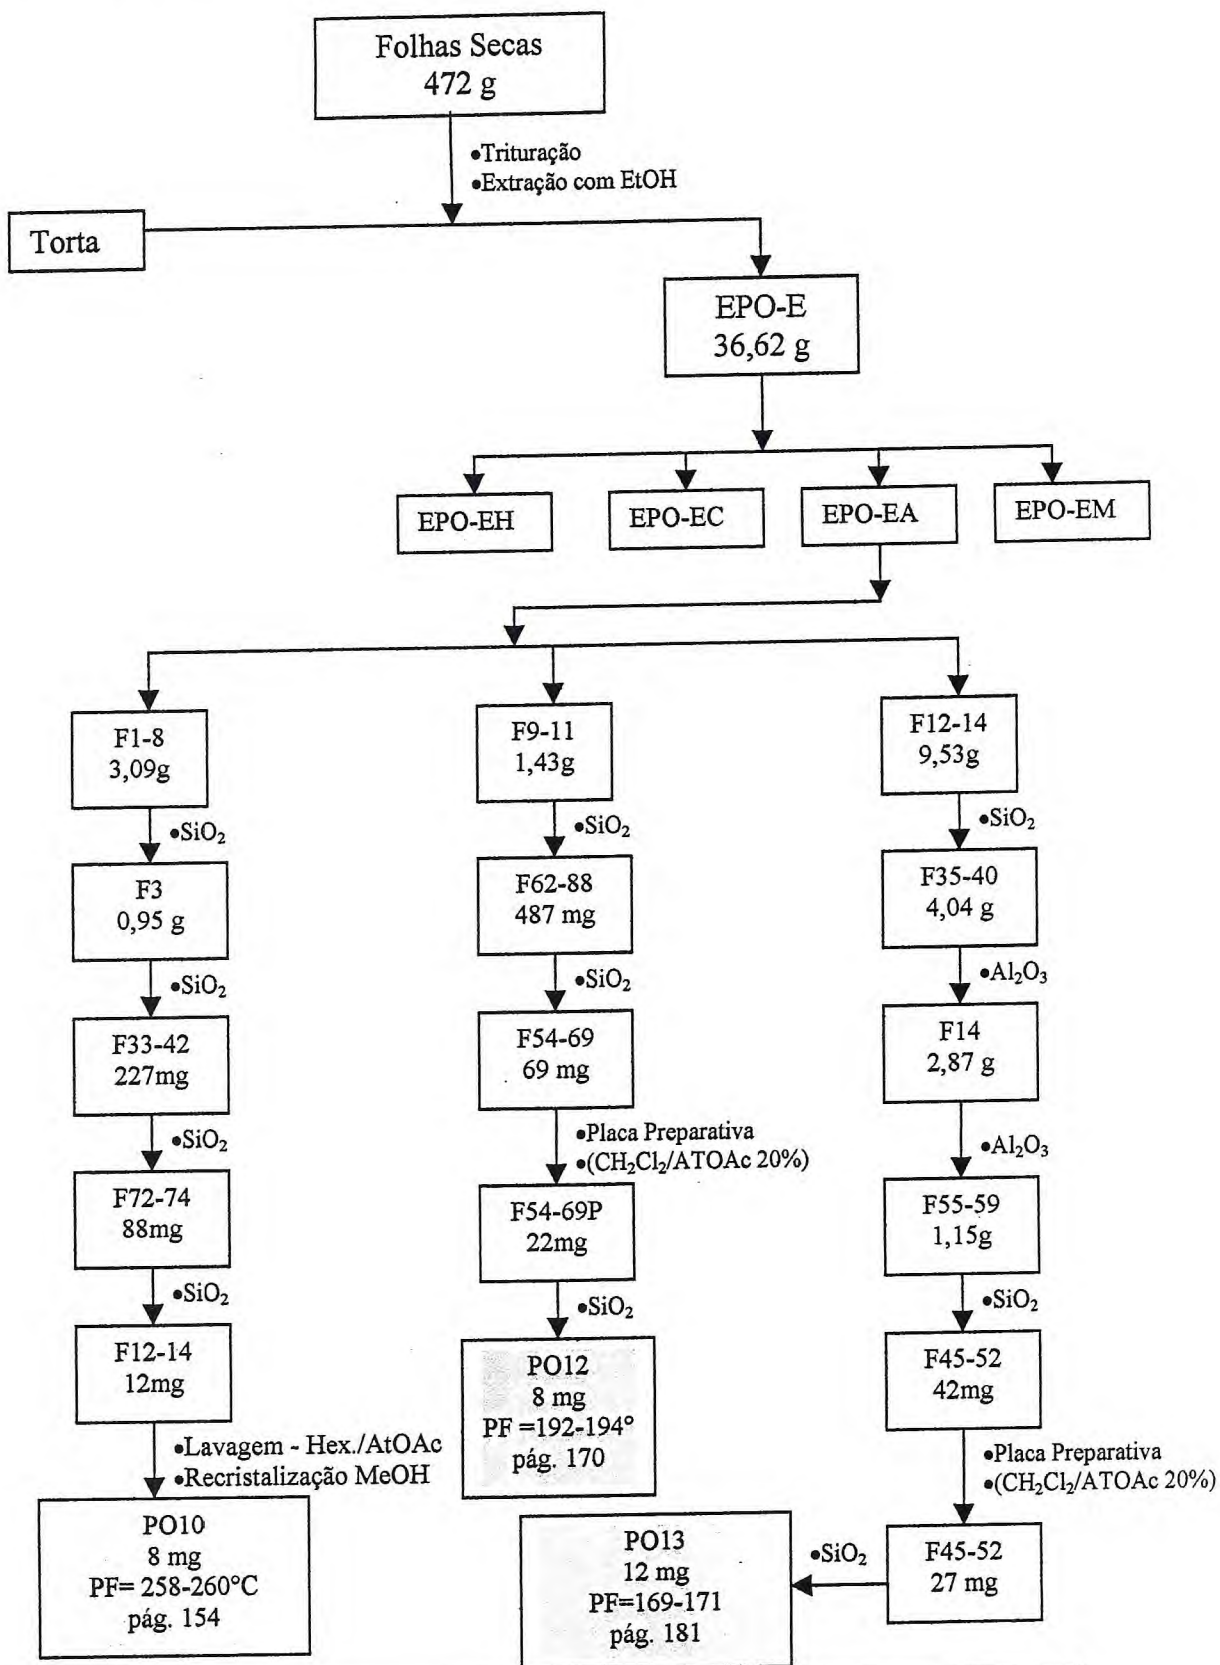 Folhas Secas
472 g
•Trituração
•Extração com EtOH
Torta
EPO-E
36,62 g
EPO-EH
EPO-EC
EPO-EA
EPO-EM
F1-8
3,09g
•SiO₂
F3
0,95 g
•SiO₂
F33-42
227mg
•SiO₂
F72-74
88mg
•SiO₂
F12-14
12mg
•Lavagem - Hex./AtOAc
•Recristalização MeOH
PO10
8 mg
PF= 258-260°C
pág. 154
F9-11
1,43g
•SiO₂
F62-88
487 mg
•SiO₂
F54-69
69 mg
•Placa Preparativa
•(CH₂Cl₂/ATOAc 20%)
F54-69P
22mg
•SiO₂
PO12
8 mg
PF =192-194°
pág. 170
F12-14
9,53g
•SiO₂
F35-40
4,04 g
•Al₂O₃
F14
2,87 g
•Al₂O₃
F55-59
1,15g
•SiO₂
F45-52
42mg
•Placa Preparativa
•(CH₂Cl₂/ATOAc 20%)
F45-52
27 mg
•SiO₂
PO13
12 mg
PF=169-171
pág. 181